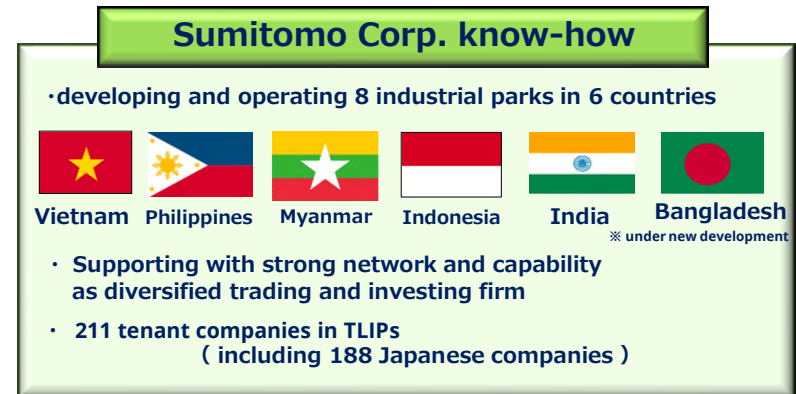 Sumitomo Corp. know-how
・developing and operating 8 industrial parks in 6 countries
Vietnam Philippines Myanmar Indonesia India Bangladesh
※ under new development
・ Supporting with strong network and capability
as diversified trading and investing firm
・ 211 tenant companies in TLIPs
( including 188 Japanese companies )